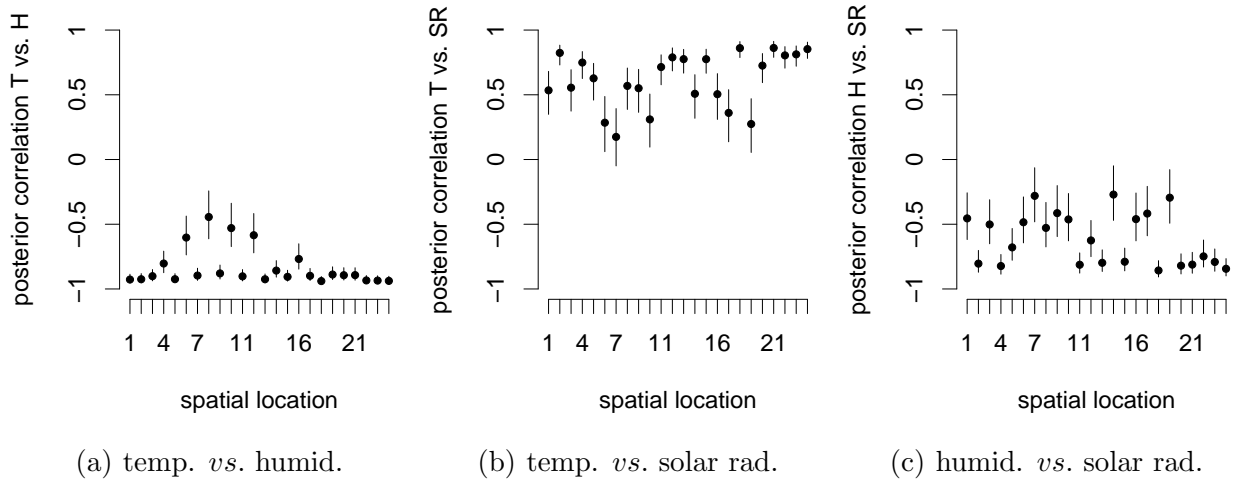 posterior correlation T vs. H
1
0.5
0
−0.5
−1
1 4 7 11 16 21
spatial location
(a) temp. vs. humid.
posterior correlation T vs. SR
1
0.5
0
−0.5
−1
1 4 7 11 16 21
spatial location
(b) temp. vs. solar rad.
posterior correlation H vs. SR
1
0.5
0
−0.5
−1
1 4 7 11 16 21
spatial location
(c) humid. vs. solar rad.